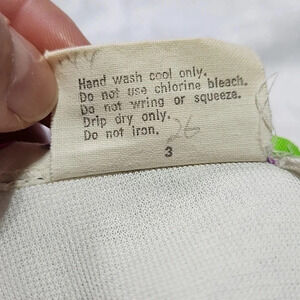 Hand wash cool only.
Do not use chlorine bleach.
Do not wring or squeeze.
Drip dry only.
Do not iron.
26
3